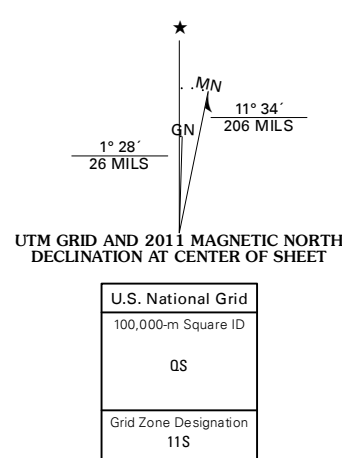 ★
MN
11° 34´
206 MILS
GN
1° 28´
26 MILS
UTM GRID AND 2011 MAGNETIC NORTH
DECLINATION AT CENTER OF SHEET
U.S. National Grid
100,000-m Square ID
QS
Grid Zone Designation
11S